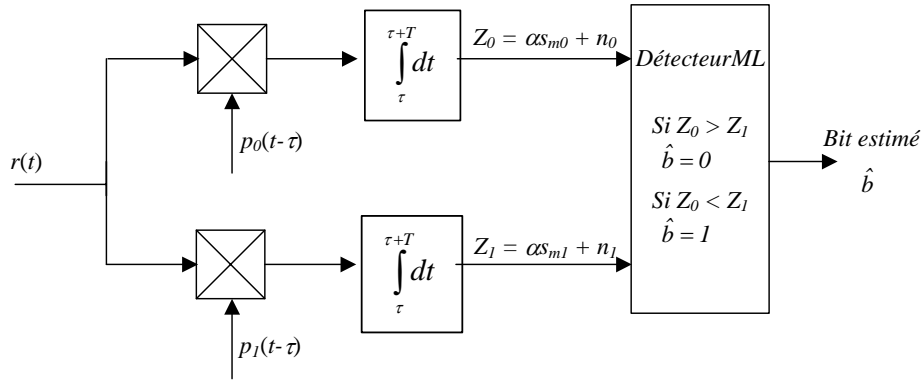 τ+T
∫ dt
τ
Z₀ = αsₘ₀ + n₀
DétecteurML
p₀(t-τ)
Si Z₀ > Z₁
b̂ = 0
Si Z₀ < Z₁
b̂ = 1
Bit estimé
b̂
r(t)
τ+T
∫ dt
τ
Z₁ = αsₘ₁ + n₁
p₁(t-τ)